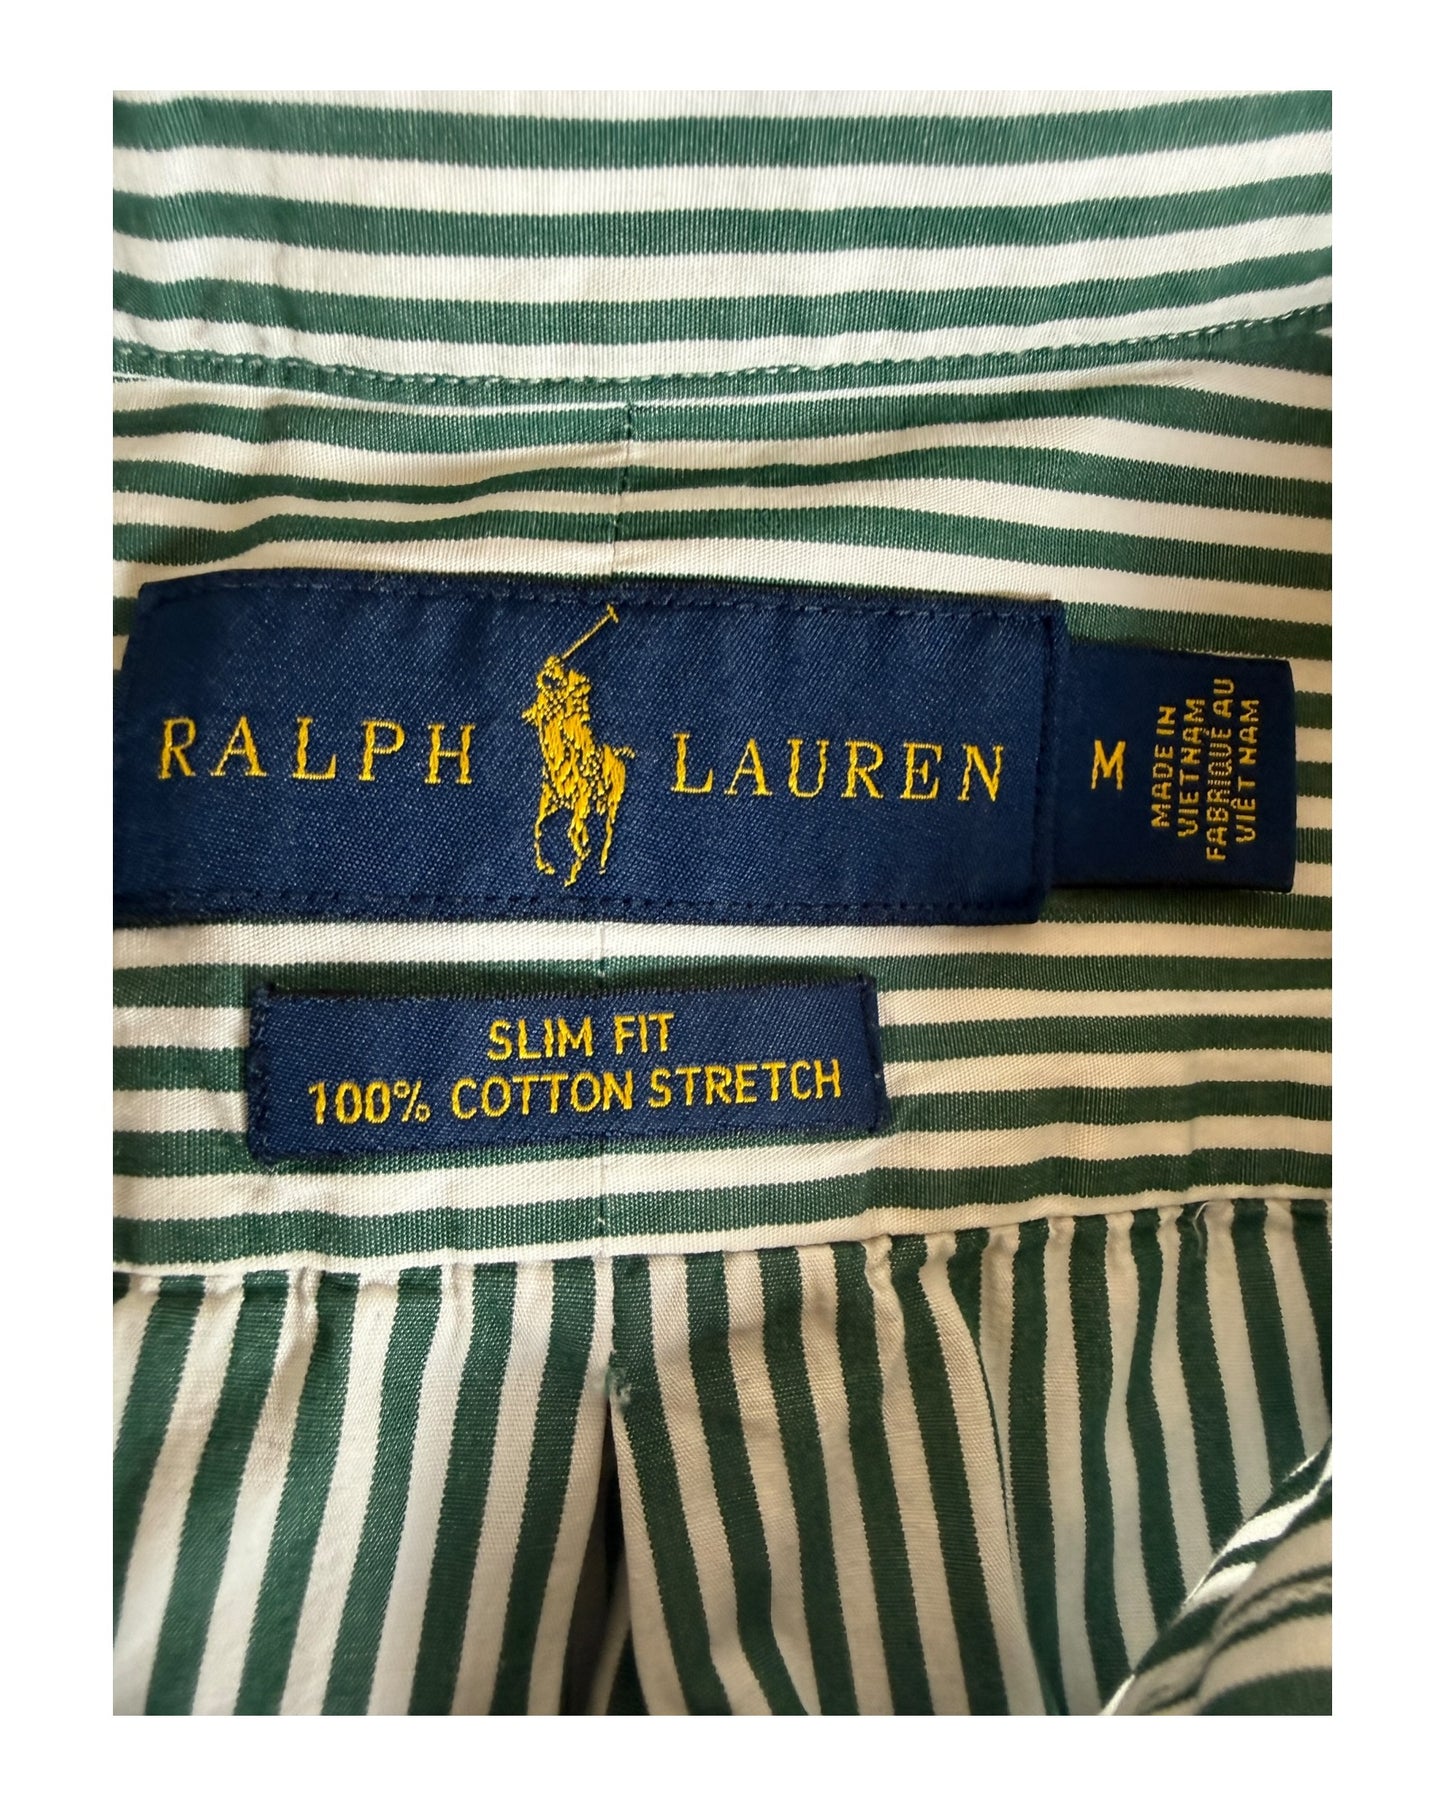 RALPH LAUREN
M
MADE IN
VIETNAM
FABRIQUÉ AU
VIÊT NAM
SLIM FIT
100% COTTON STRETCH